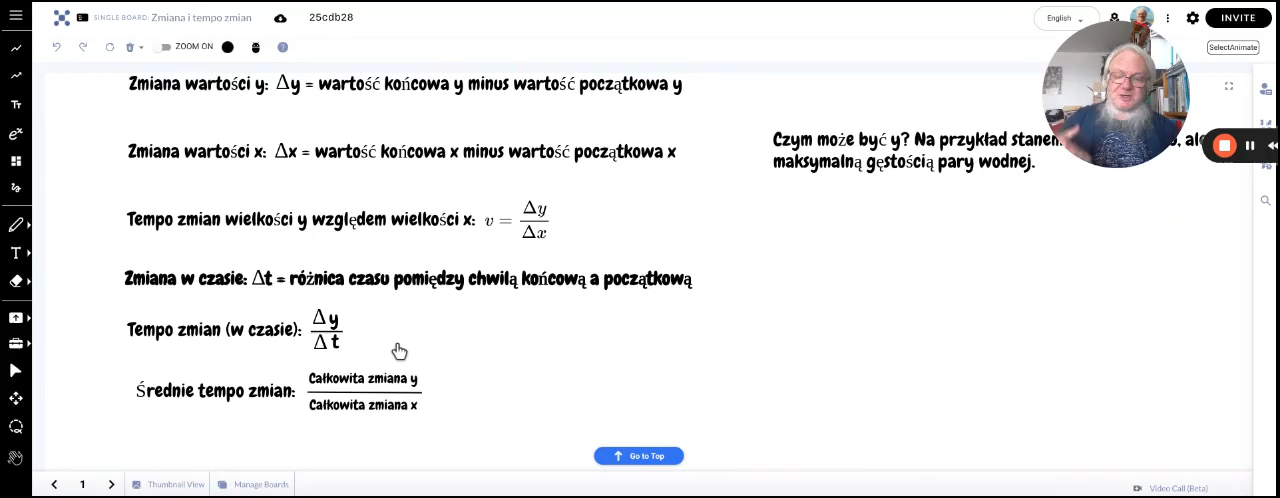 SINGLE BOARD: Zmiana i tempo zmian
25cdb28
English
INVITE
ZOOM ON
SelectAnimate
Zmiana wartości y: Δy = wartość końcowa y minus wartość początkowa y
Zmiana wartości x: Δx = wartość końcowa x minus wartość początkowa x
Czym może być y? Na przykład
maksymalną gęstością pary wodnej.
Tempo zmian wielkości y względem wielkości x: v = Δy / Δx
Zmiana w czasie: Δt = różnica czasu pomiędzy chwilą końcową a początkową
Tempo zmian (w czasie): Δy / Δt
Średnie tempo zmian: Całkowita zmiana y / Całkowita zmiana x
Go to Top
1
Thumbnail View
Manage Boards
Video Call (Beta)